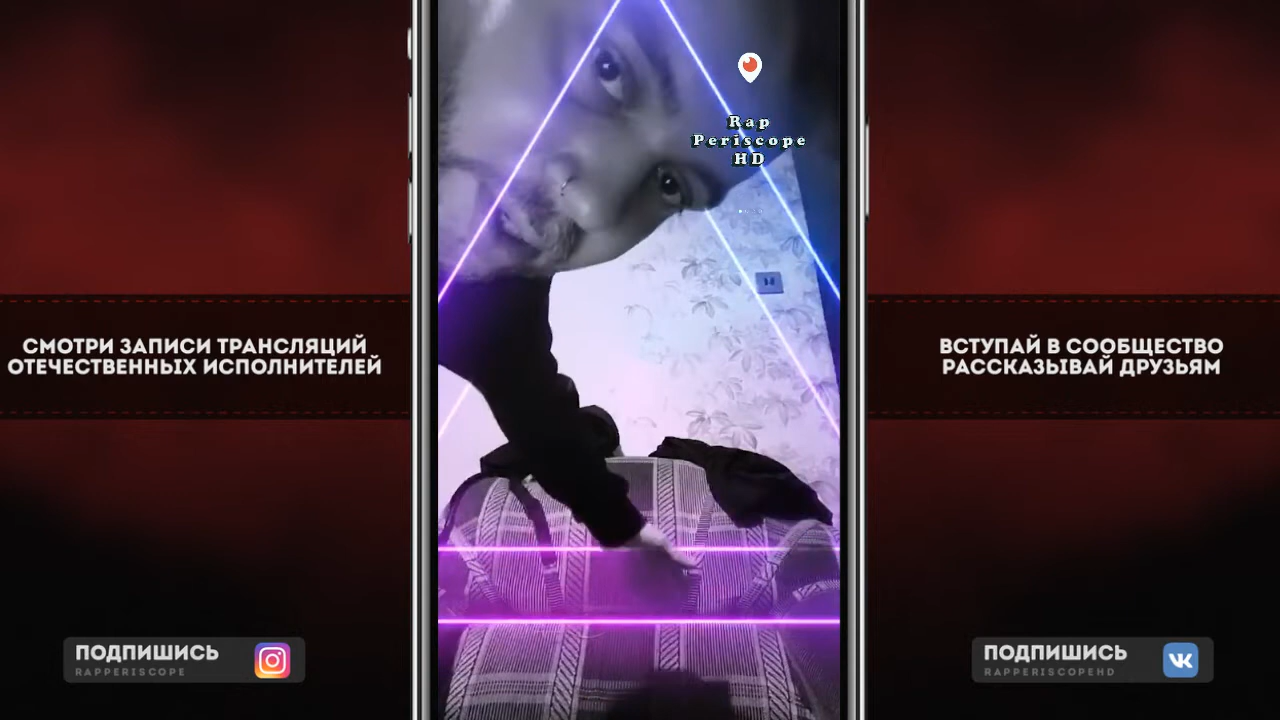 Rap
Periscope
HD
СМОТРИ ЗАПИСИ ТРАНСЛЯЦИЙ
ОТЕЧЕСТВЕННЫХ ИСПОЛНИТЕЛЕЙ
ВСТУПАЙ В СООБЩЕСТВО
РАССКАЗЫВАЙ ДРУЗЬЯМ
ПОДПИШИСЬ
RAPPERISCOPE
ПОДПИШИСЬ
RAPPERISCOPEHD